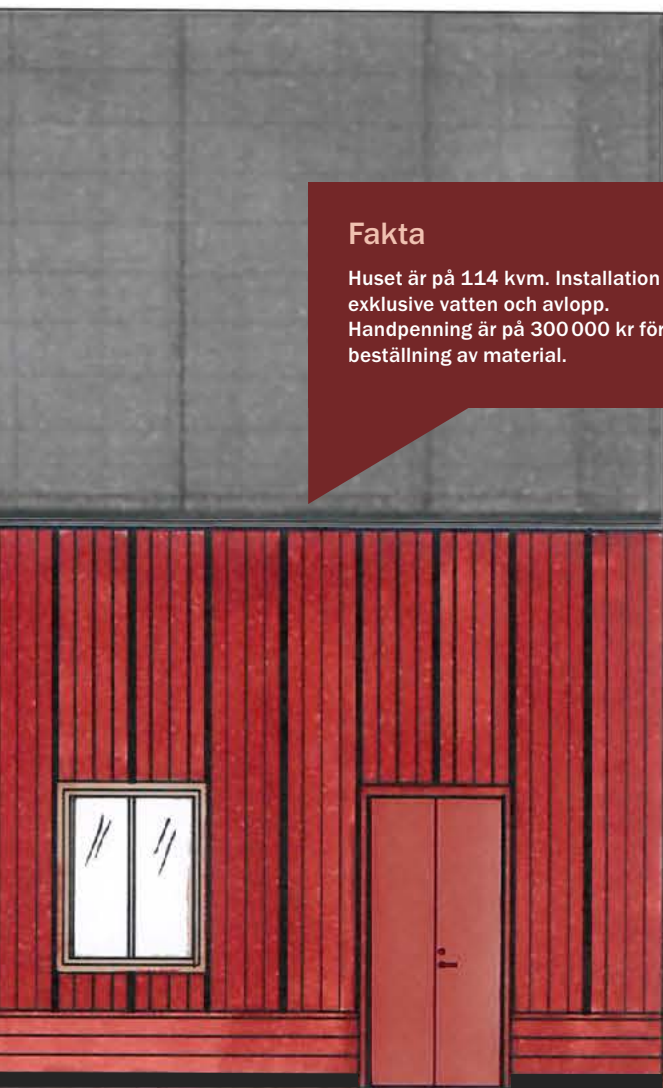 Fakta
Huset är på 114 kvm. Installation
exklusive vatten och avlopp.
Handpenning är på 300 000 kr för
beställning av material.